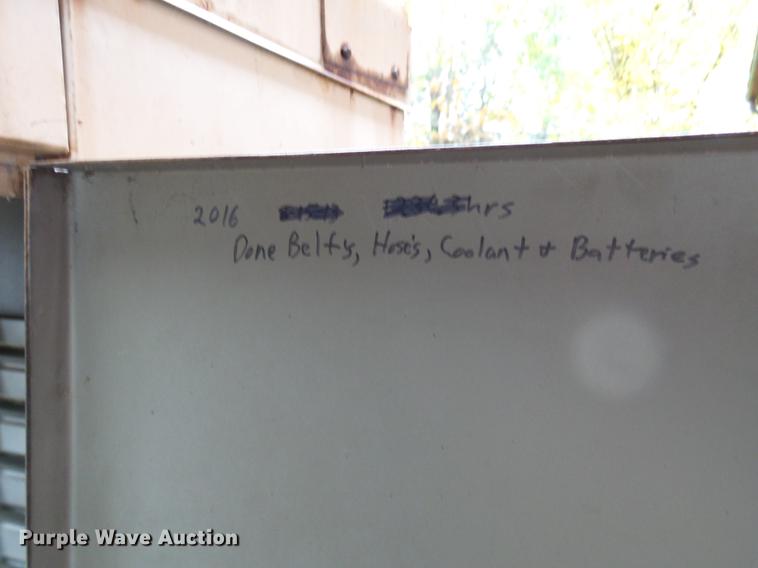 2016 hrs
Done Belt's, Hose's, Coolant & Batteries
Purple Wave Auction